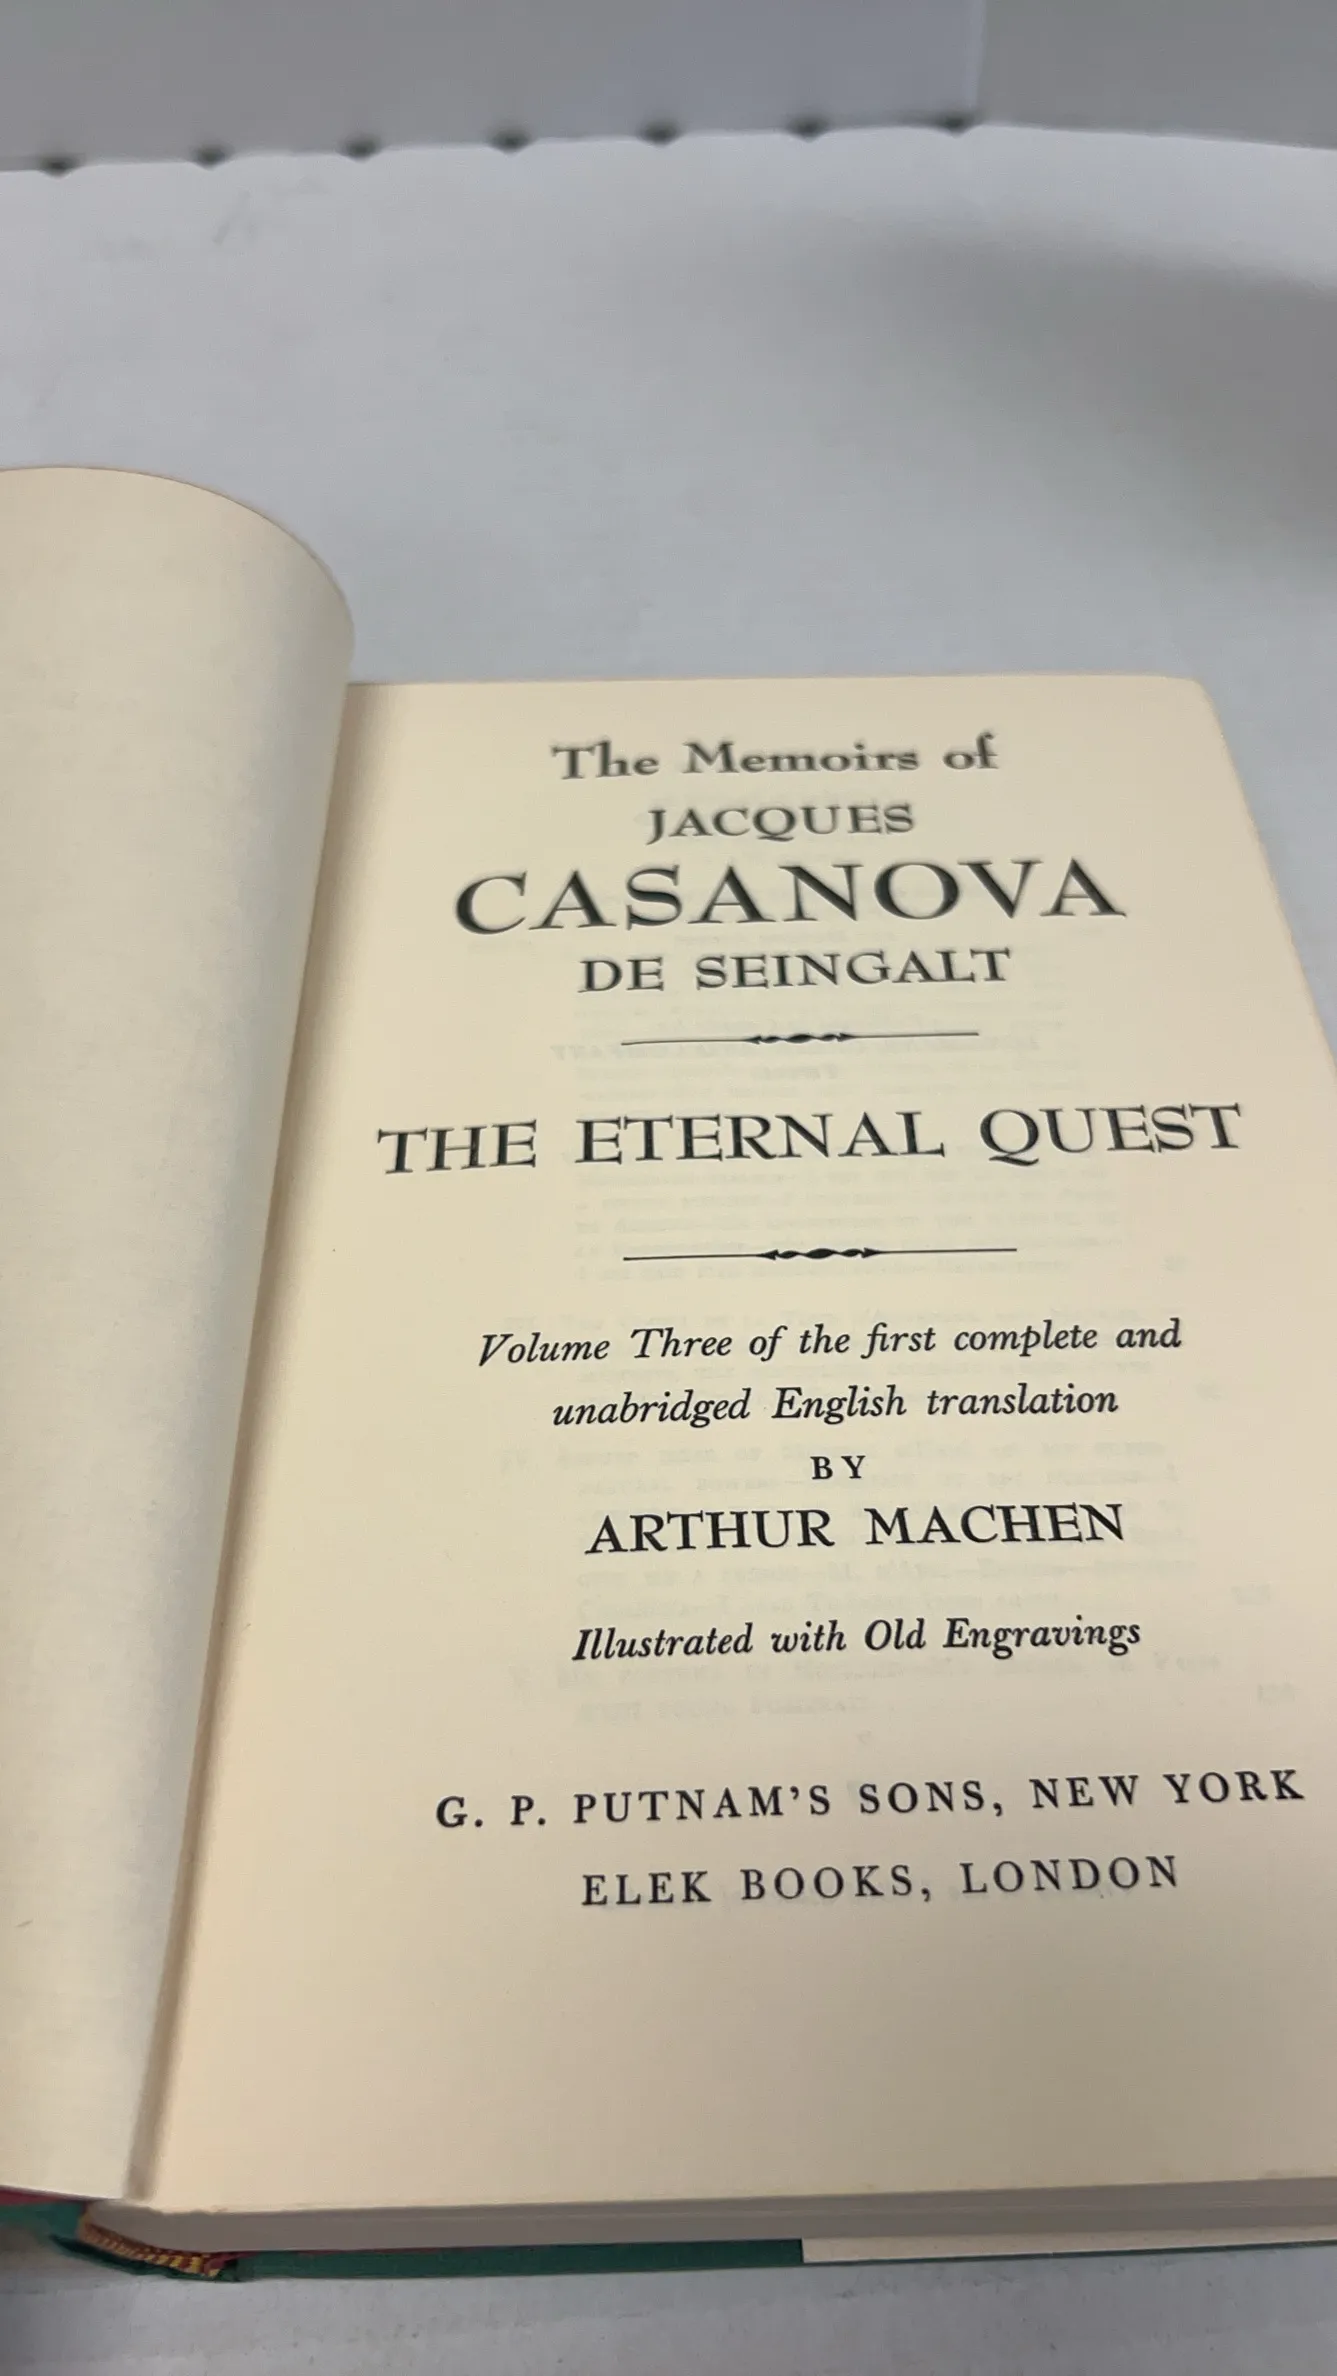 The Memoirs of
JACQUES
CASANOVA
DE SEINGALT
THE ETERNAL QUEST
Volume Three of the first complete and
unabridged English translation
BY
ARTHUR MACHEN
Illustrated with Old Engravings
G. P. PUTNAM'S SONS, NEW YORK
ELEK BOOKS, LONDON